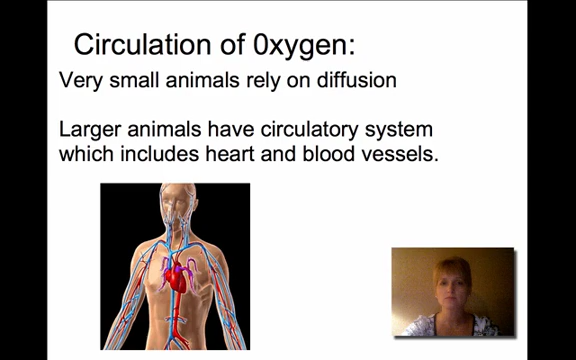 Circulation of 0xygen:
Very small animals rely on diffusion
Larger animals have circulatory system
which includes heart and blood vessels.